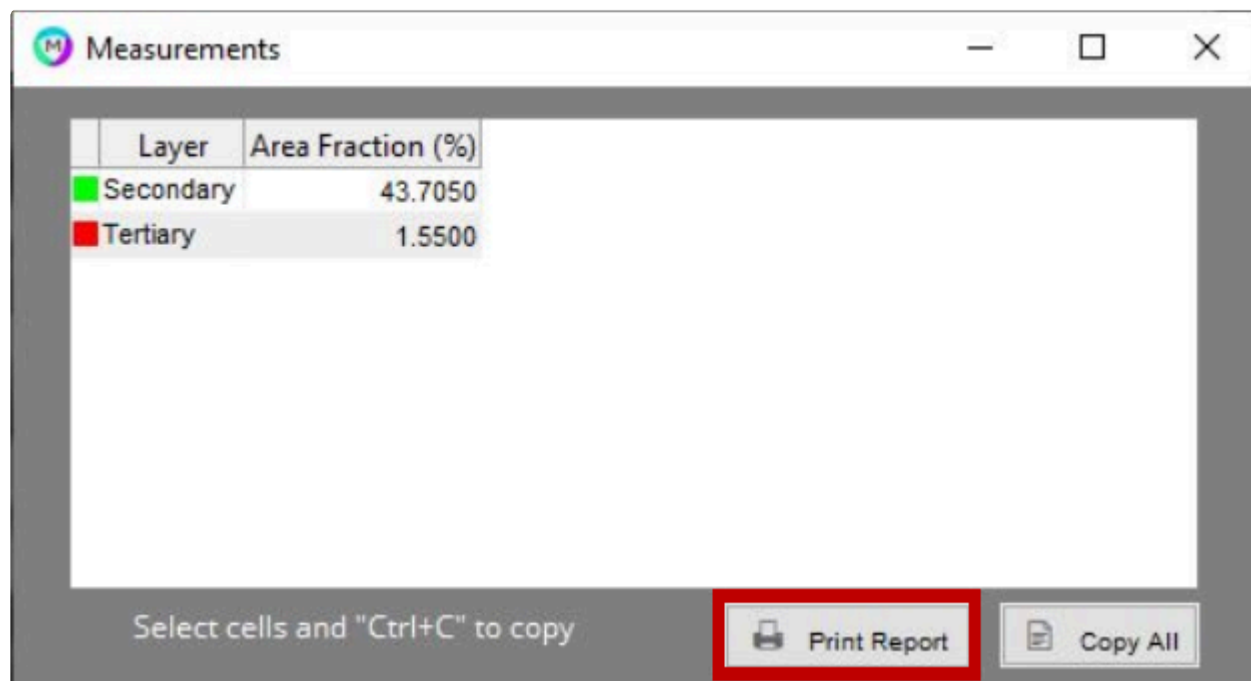 M Measurements
Layer Area Fraction (%)
Secondary 43.7050
Tertiary 1.5500
Select cells and "Ctrl+C" to copy
Print Report
Copy All